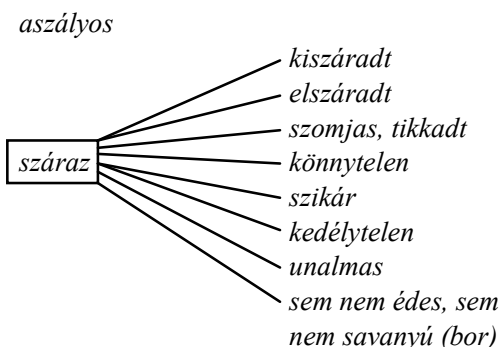 aszályos
kiszáradt
elszáradt
szomjas, tikkadt
száraz
könnytelen
szikár
kedélytelen
unalmas
sem nem édes, sem
nem savanyú (bor)